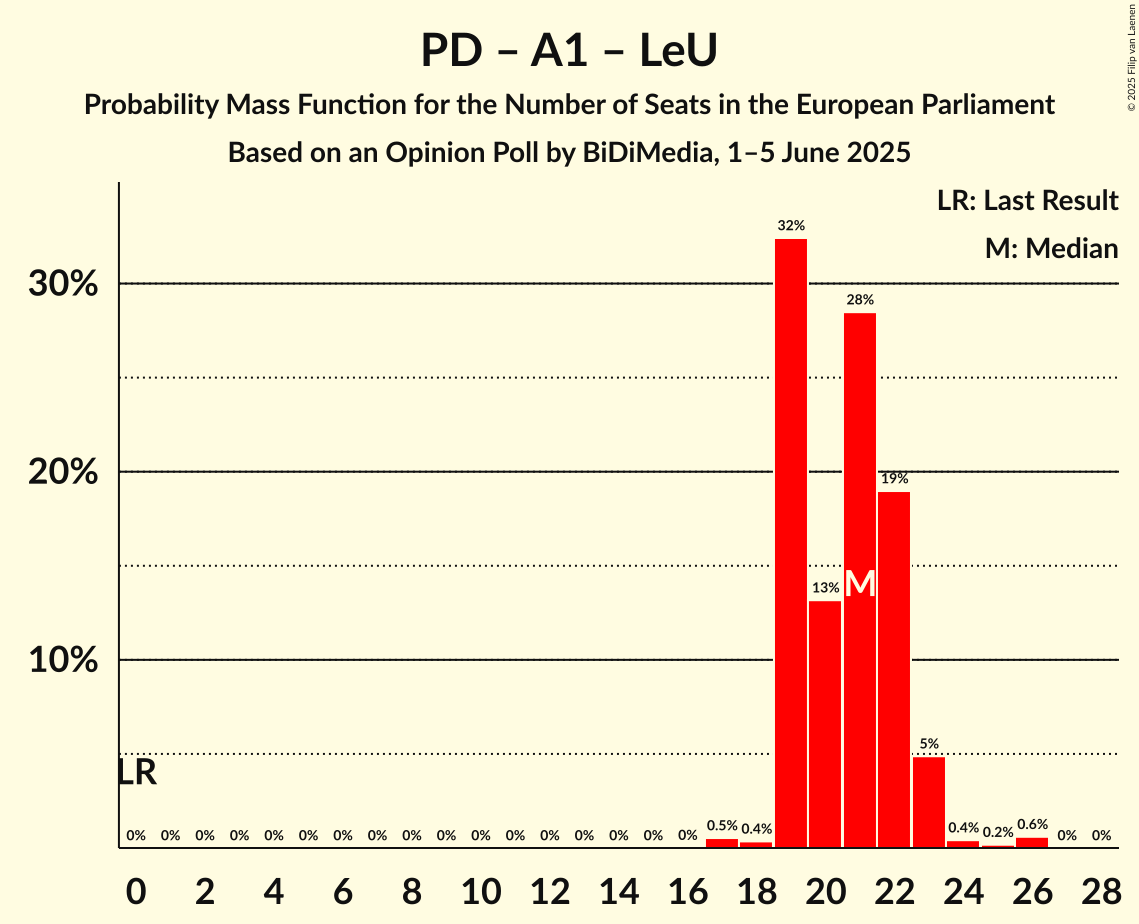 PD – A1 – LeU
Probability Mass Function for the Number of Seats in the European Parliament
Based on an Opinion Poll by BiDiMedia, 1–5 June 2025
© 2025 Filip van Laenen
LR: Last Result
M: Median
30%
20%
10%
32%
28%
19%
13%
M
5%
LR
0% 0% 0% 0% 0% 0% 0% 0% 0% 0% 0% 0% 0% 0% 0% 0% 0% 0.5% 0.4% 0.4% 0.2% 0.6% 0% 0%
0 2 4 6 8 10 12 14 16 18 20 22 24 26 28